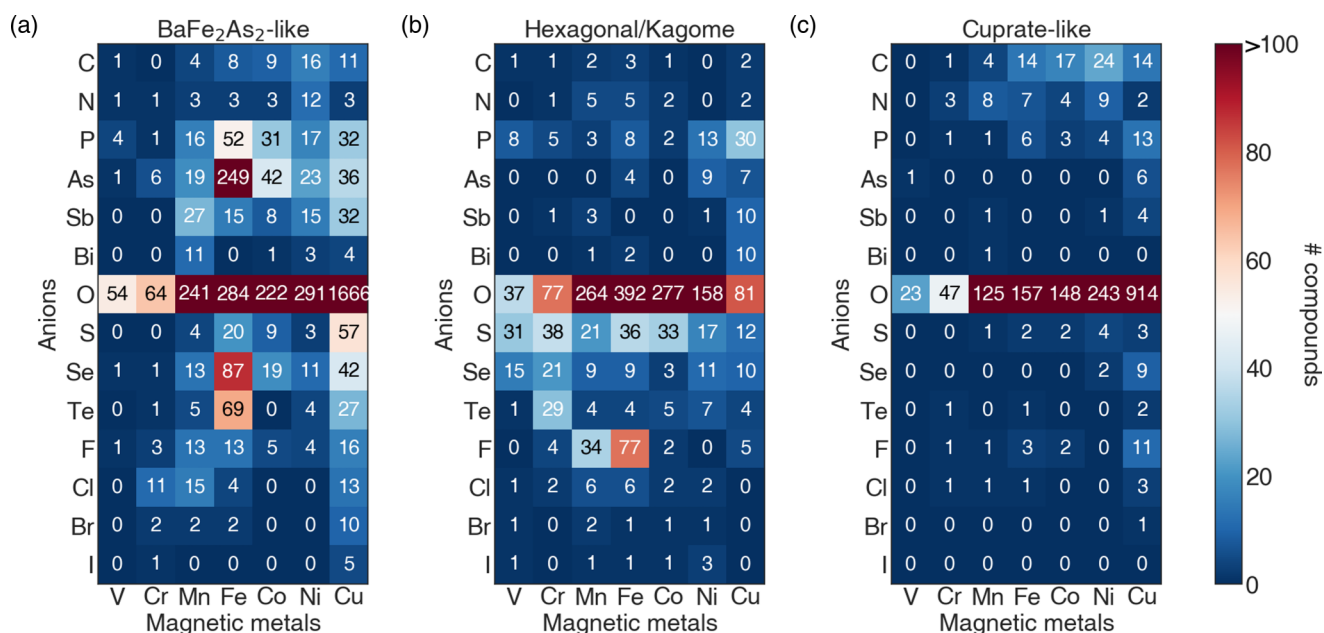 (a) BaFe₂As₂-like (b) Hexagonal/Kagome (c) Cuprate-like
Anions
C 1 0 4 8 9 16 11
N 1 1 3 3 3 12 3
P 4 1 16 52 31 17 32
As 1 6 19 249 42 23 36
Sb 0 0 27 15 8 15 32
Bi 0 0 11 0 1 3 4
O 54 64 241 284 222 291 1666
S 0 0 4 20 9 3 57
Se 1 1 13 87 19 11 42
Te 0 1 5 69 0 4 27
F 1 3 13 13 5 4 16
Cl 0 11 15 4 0 0 13
Br 0 2 2 2 0 0 10
I 0 1 0 0 0 0 5
V Cr Mn Fe Co Ni Cu
Magnetic metals
Anions
C 1 1 2 3 1 0 2
N 0 1 5 5 2 0 2
P 8 5 3 8 2 13 30
As 0 0 0 4 0 9 7
Sb 0 1 3 0 0 1 10
Bi 0 0 1 2 0 0 10
O 37 77 264 392 277 158 81
S 31 38 21 36 33 17 12
Se 15 21 9 9 3 11 10
Te 1 29 4 4 5 7 4
F 0 4 34 77 2 0 5
Cl 1 2 6 6 2 2 0
Br 1 0 2 1 1 1 0
I 1 0 1 1 1 3 0
V Cr Mn Fe Co Ni Cu
Magnetic metals
Anions
C 0 1 4 14 17 24 14
N 0 3 8 7 4 9 2
P 0 1 1 6 3 4 13
As 1 0 0 0 0 0 6
Sb 0 0 1 0 0 1 4
Bi 0 0 1 0 0 0 0
O 23 47 125 157 148 243 914
S 0 0 1 2 2 4 3
Se 0 0 0 0 0 2 9
Te 0 1 0 1 0 0 2
F 0 1 1 3 2 0 11
Cl 0 1 1 1 0 0 3
Br 0 0 0 0 0 0 1
I 0 0 0 0 0 0 0
V Cr Mn Fe Co Ni Cu
Magnetic metals
>100
80
60
40
20
0
# compounds